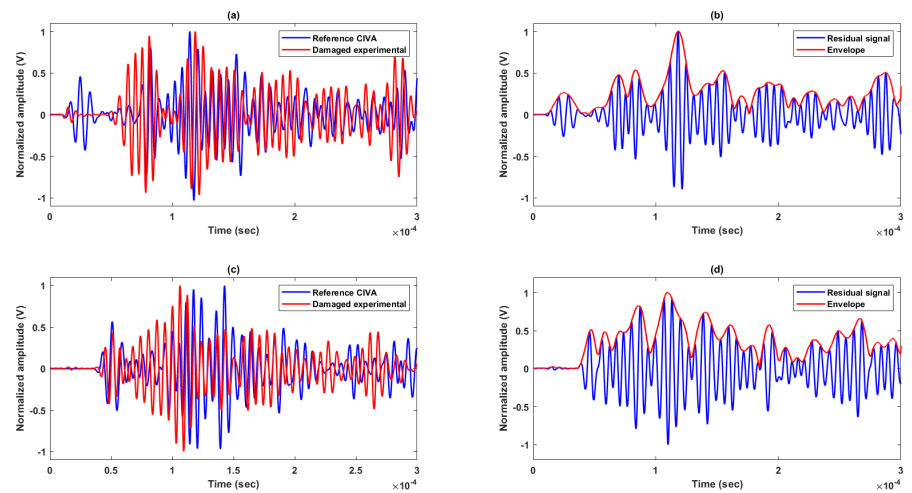 (a)
Normalized amplitude (V)
1
0.5
0
-0.5
-1
Reference CIVA
Damaged experimental
0
1
2
3
Time (sec)
×10⁻⁴
(b)
Normalized amplitude (V)
1
0.5
0
-0.5
-1
Residual signal
Envelope
0
1
2
3
Time (sec)
×10⁻⁴
(c)
Normalized amplitude (V)
1
0.5
0
-0.5
-1
Reference CIVA
Damaged experimental
0
0.5
1
1.5
2
2.5
3
Time (sec)
×10⁻⁴
(d)
Normalized amplitude (V)
1
0.5
0
-0.5
-1
Residual signal
Envelope
0
1
2
3
Time (sec)
×10⁻⁴